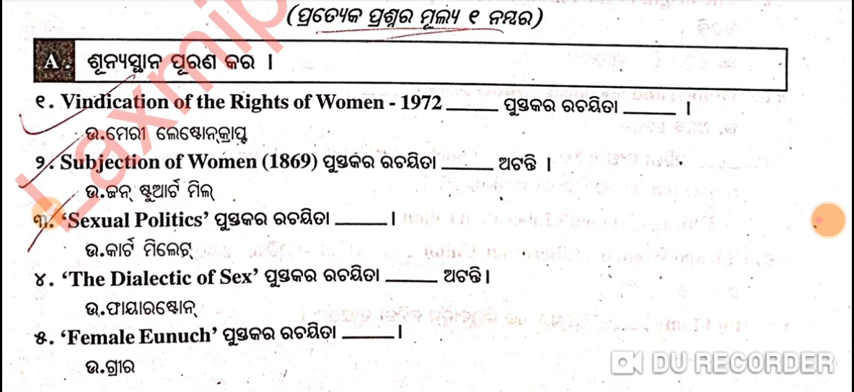 (ପ୍ରତ୍ୟେକ ପ୍ରଶ୍ନର ମୂଲ୍ୟ ୧ ନମ୍ବର)
A. ଶୂନ୍ୟସ୍ଥାନ ପୂରଣ କର ।
୧. Vindication of the Rights of Women - 1972 _____ ପୁସ୍ତକର ରଚୟିତା _____ ।
ଉ.ମେରୀ ଲେଷ୍ଟୋନ୍‌କ୍ରାପ୍ଟ
୨. Subjection of Women (1869) ପୁସ୍ତକର ରଚୟିତା _____ ଅଟନ୍ତି ।
ଉ.ଜନ୍ ଷ୍ଟୁଆର୍ଟ ମିଲ୍
୩. ‘Sexual Politics’ ପୁସ୍ତକର ରଚୟିତା _____ ।
ଉ.କାର୍ଟ ମିଲେଟ୍
୪. ‘The Dialectic of Sex’ ପୁସ୍ତକର ରଚୟିତା _____ ଅଟନ୍ତି ।
ଉ.ଫାୟାରଷ୍ଟୋନ୍
୫. ‘Female Eunuch’ ପୁସ୍ତକର ରଚୟିତା _____ ।
ଉ.ଗ୍ରୀର
DU RECORDER